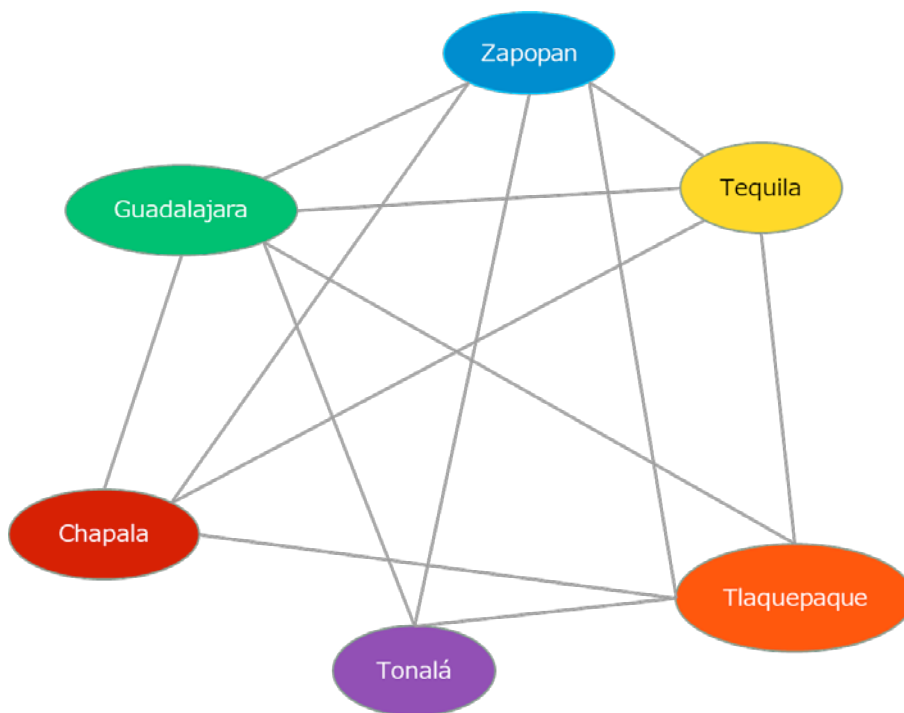 Zapopan
Tequila
Guadalajara
Chapala
Tlaquepaque
Tonalá